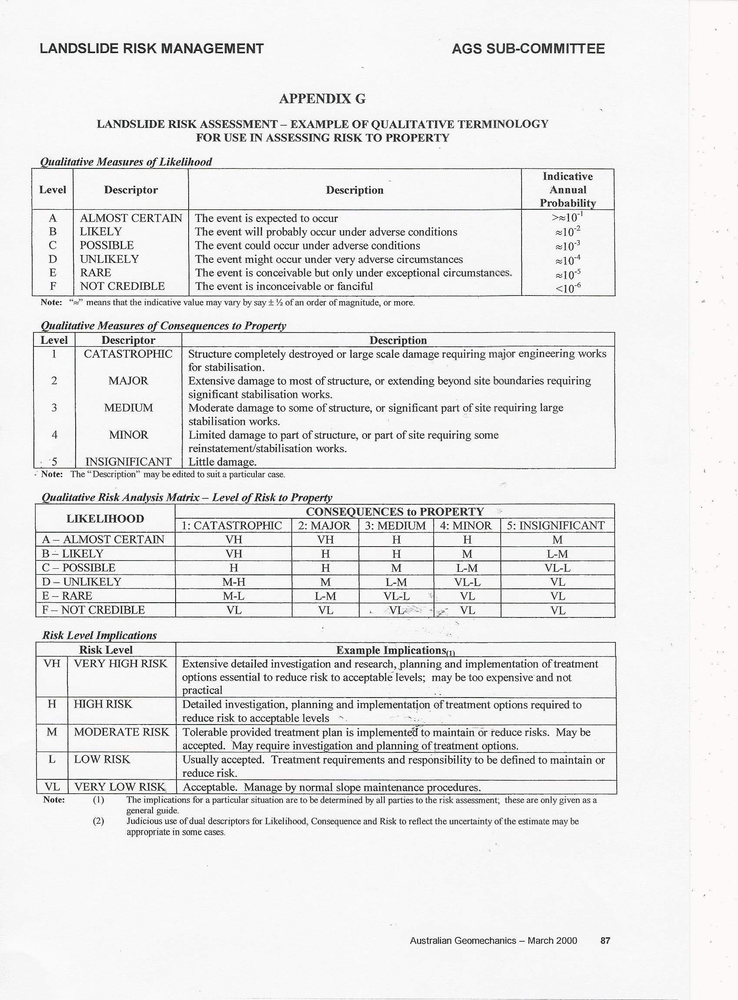 LANDSLIDE RISK MANAGEMENT AGS SUB-COMMITTEE
APPENDIX G
LANDSLIDE RISK ASSESSMENT – EXAMPLE OF QUALITATIVE TERMINOLOGY
FOR USE IN ASSESSING RISK TO PROPERTY
Qualitative Measures of Likelihood
Level Descriptor Description Indicative Annual Probability
A ALMOST CERTAIN The event is expected to occur >≈10⁻¹
B LIKELY The event will probably occur under adverse conditions ≈10⁻²
C POSSIBLE The event could occur under adverse conditions ≈10⁻³
D UNLIKELY The event might occur under very adverse circumstances ≈10⁻⁴
E RARE The event is conceivable but only under exceptional circumstances. ≈10⁻⁵
F NOT CREDIBLE The event is inconceivable or fanciful <10⁻⁶
Note: “≈” means that the indicative value may vary by say ± ½ of an order of magnitude, or more.
Qualitative Measures of Consequences to Property
Level Descriptor Description
1 CATASTROPHIC Structure completely destroyed or large scale damage requiring major engineering works
for stabilisation.
2 MAJOR Extensive damage to most of structure, or extending beyond site boundaries requiring
significant stabilisation works.
3 MEDIUM Moderate damage to some of structure, or significant part of site requiring large
stabilisation works.
4 MINOR Limited damage to part of structure, or part of site requiring some
reinstatement/stabilisation works.
5 INSIGNIFICANT Little damage.
Note: The “Description” may be edited to suit a particular case.
Qualitative Risk Analysis Matrix – Level of Risk to Property
LIKELIHOOD CONSEQUENCES to PROPERTY
1: CATASTROPHIC 2: MAJOR 3: MEDIUM 4: MINOR 5: INSIGNIFICANT
A – ALMOST CERTAIN VH VH H H M
B – LIKELY VH H H M L-M
C – POSSIBLE H H M L-M VL-L
D – UNLIKELY M-H M L-M VL-L VL
E – RARE M-L L-M VL-L VL VL
F – NOT CREDIBLE VL VL VL VL VL
Risk Level Implications
Risk Level Example Implications(1)
VH VERY HIGH RISK Extensive detailed investigation and research, planning and implementation of treatment
options essential to reduce risk to acceptable levels; may be too expensive and not
practical
H HIGH RISK Detailed investigation, planning and implementation of treatment options required to
reduce risk to acceptable levels
M MODERATE RISK Tolerable provided treatment plan is implemented to maintain or reduce risks. May be
accepted. May require investigation and planning of treatment options.
L LOW RISK Usually accepted. Treatment requirements and responsibility to be defined to maintain or
reduce risk.
VL VERY LOW RISK Acceptable. Manage by normal slope maintenance procedures.
Note: (1) The implications for a particular situation are to be determined by all parties to the risk assessment; these are only given as a
general guide.
(2) Judicious use of dual descriptors for Likelihood, Consequence and Risk to reflect the uncertainty of the estimate may be
appropriate in some cases.
Australian Geomechanics – March 2000 87